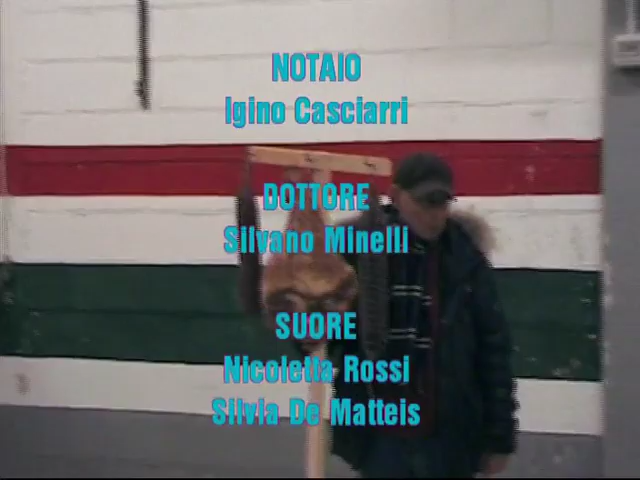 NOTAIO
Igino Casciarri
DOTTORE
Silvano Minelli
SUORE
Nicoletta Rossi
Silvia De Matteis